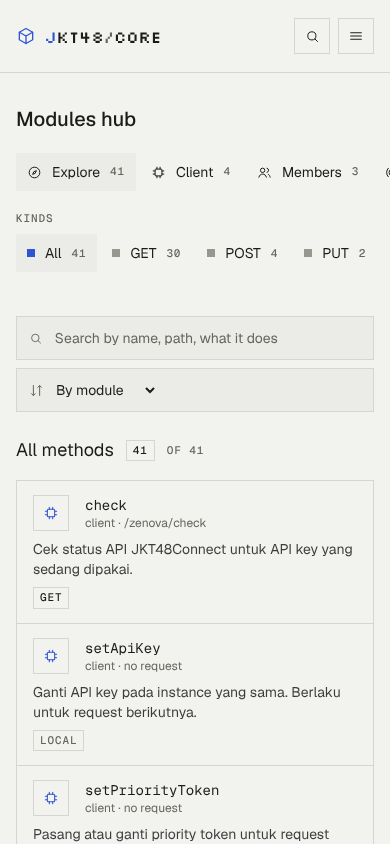 JKT48/CORE
Modules hub
Explore 41 Client 4 Members 3
KINDS
All 41 GET 30 POST 4 PUT 2
Search by name, path, what it does
By module
All methods 41 OF 41
check
client · /zenova/check
Cek status API JKT48Connect untuk API key yang
sedang dipakai.
GET
setApiKey
client · no request
Ganti API key pada instance yang sama. Berlaku
untuk request berikutnya.
LOCAL
setPriorityToken
client · no request
Pasang atau ganti priority token untuk request